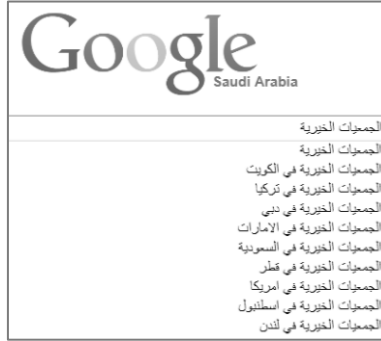 Google
Saudi Arabia
الجمعيات الخيرية
الجمعيات الخيرية
الجمعيات الخيرية في الكويت
الجمعيات الخيرية في تركيا
الجمعيات الخيرية في دبي
الجمعيات الخيرية في الامارات
الجمعيات الخيرية في السعودية
الجمعيات الخيرية في قطر
الجمعيات الخيرية في امريكا
الجمعيات الخيرية في اسطنبول
الجمعيات الخيرية في لندن